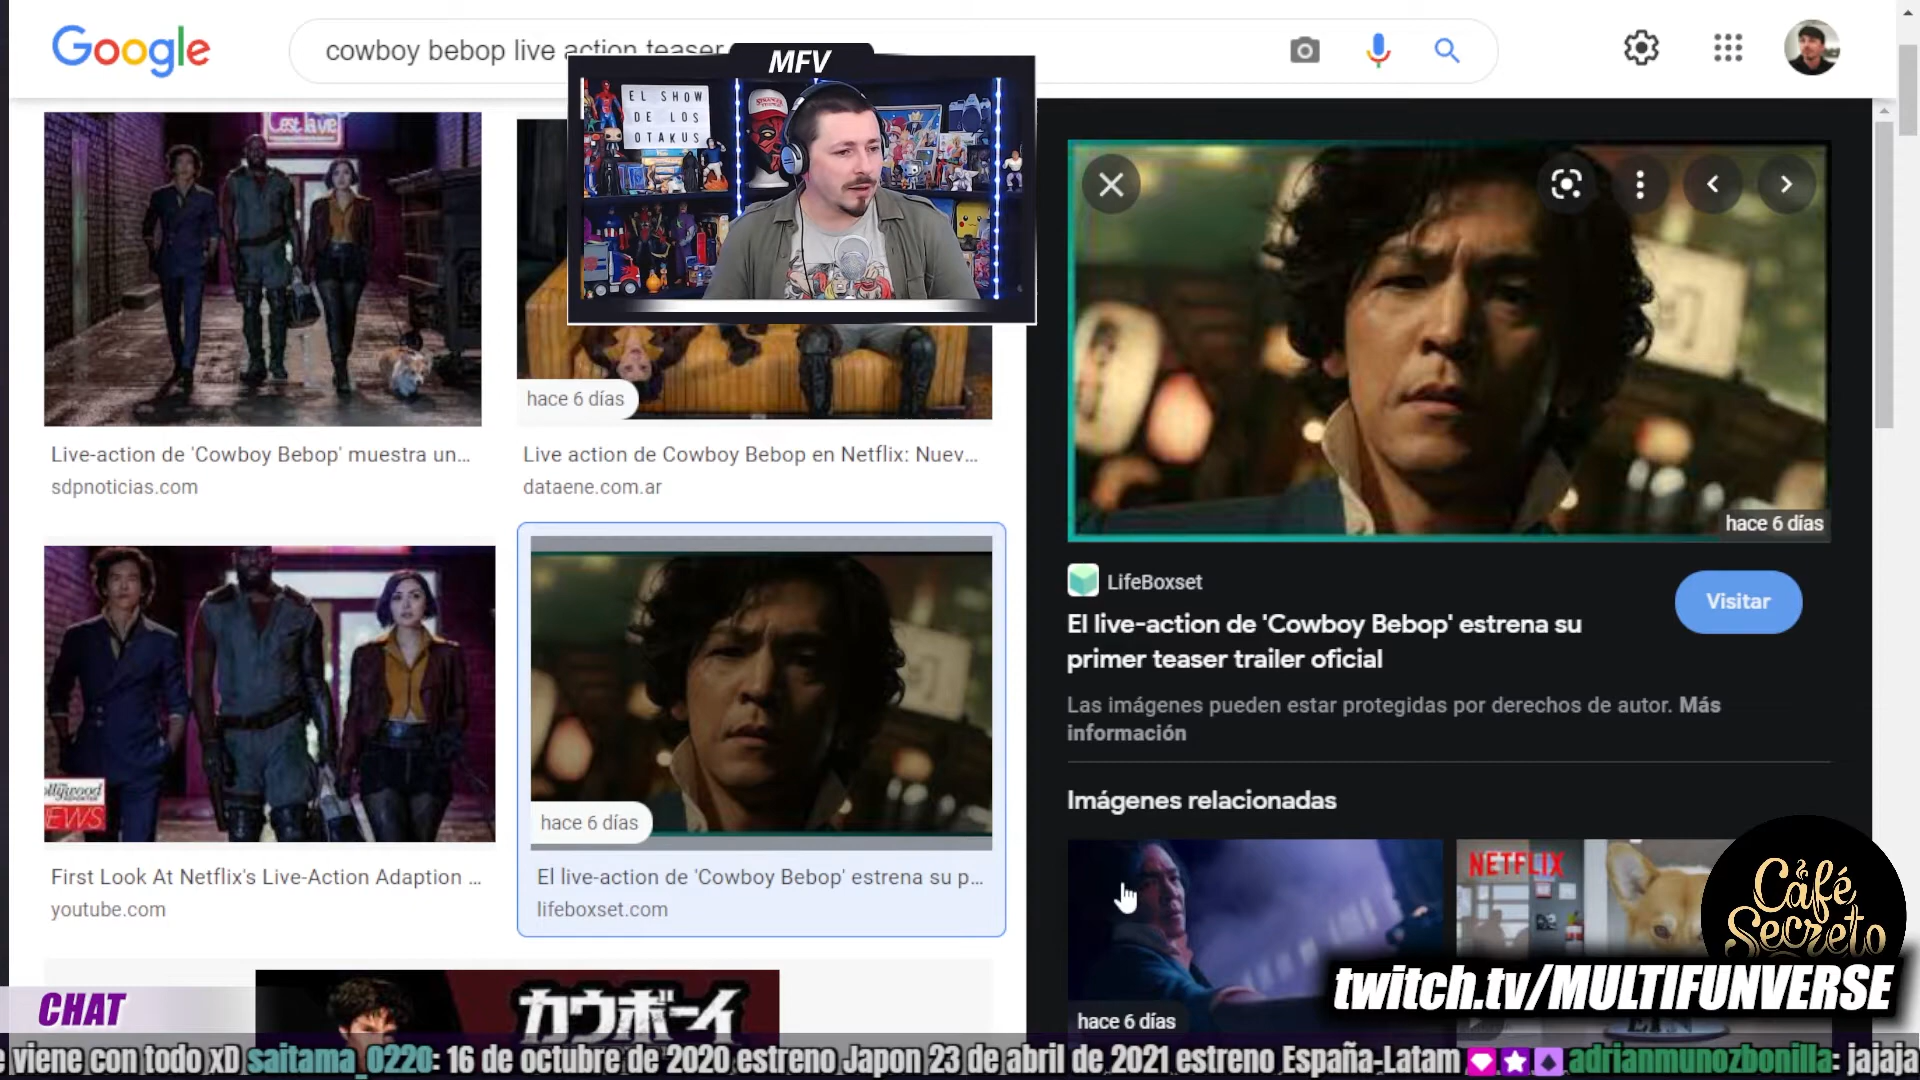 Google
cowboy bebop live action teaser
MFV
EL SHOW
DE LOS
OTAKUS
C'est la vie
hace 6 días
Live-action de 'Cowboy Bebop' muestra un...
sdpnoticias.com
Live action de Cowboy Bebop en Netflix: Nuev...
dataene.com.ar
hace 6 días
LifeBoxset
Visitar
El live-action de 'Cowboy Bebop' estrena su
primer teaser trailer oficial
Las imágenes pueden estar protegidas por derechos de autor. Más
información
Imágenes relacionadas
NEWS
hace 6 días
First Look At Netflix's Live-Action Adaption ...
youtube.com
El live-action de 'Cowboy Bebop' estrena su p...
lifeboxset.com
NETFLIX
EIN
hace 6 días
Café
Secreto
twitch.tv/MULTIFUNVERSE
カウボーイ
CHAT
e viene con todo xD saitama_0220: 16 de octubre de 2020 estreno Japon 23 de abril de 2021 estreno España-Latam adrianmunozbonilla: jajaja